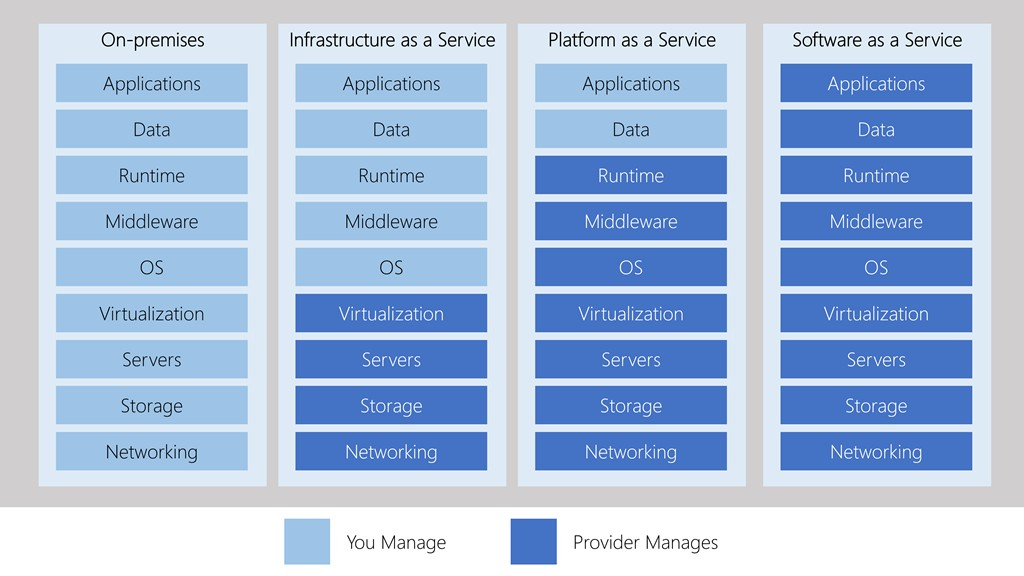 On-premises
Applications
Data
Runtime
Middleware
OS
Virtualization
Servers
Storage
Networking
Infrastructure as a Service
Applications
Data
Runtime
Middleware
OS
Virtualization
Servers
Storage
Networking
Platform as a Service
Applications
Data
Runtime
Middleware
OS
Virtualization
Servers
Storage
Networking
Software as a Service
Applications
Data
Runtime
Middleware
OS
Virtualization
Servers
Storage
Networking
You Manage
Provider Manages